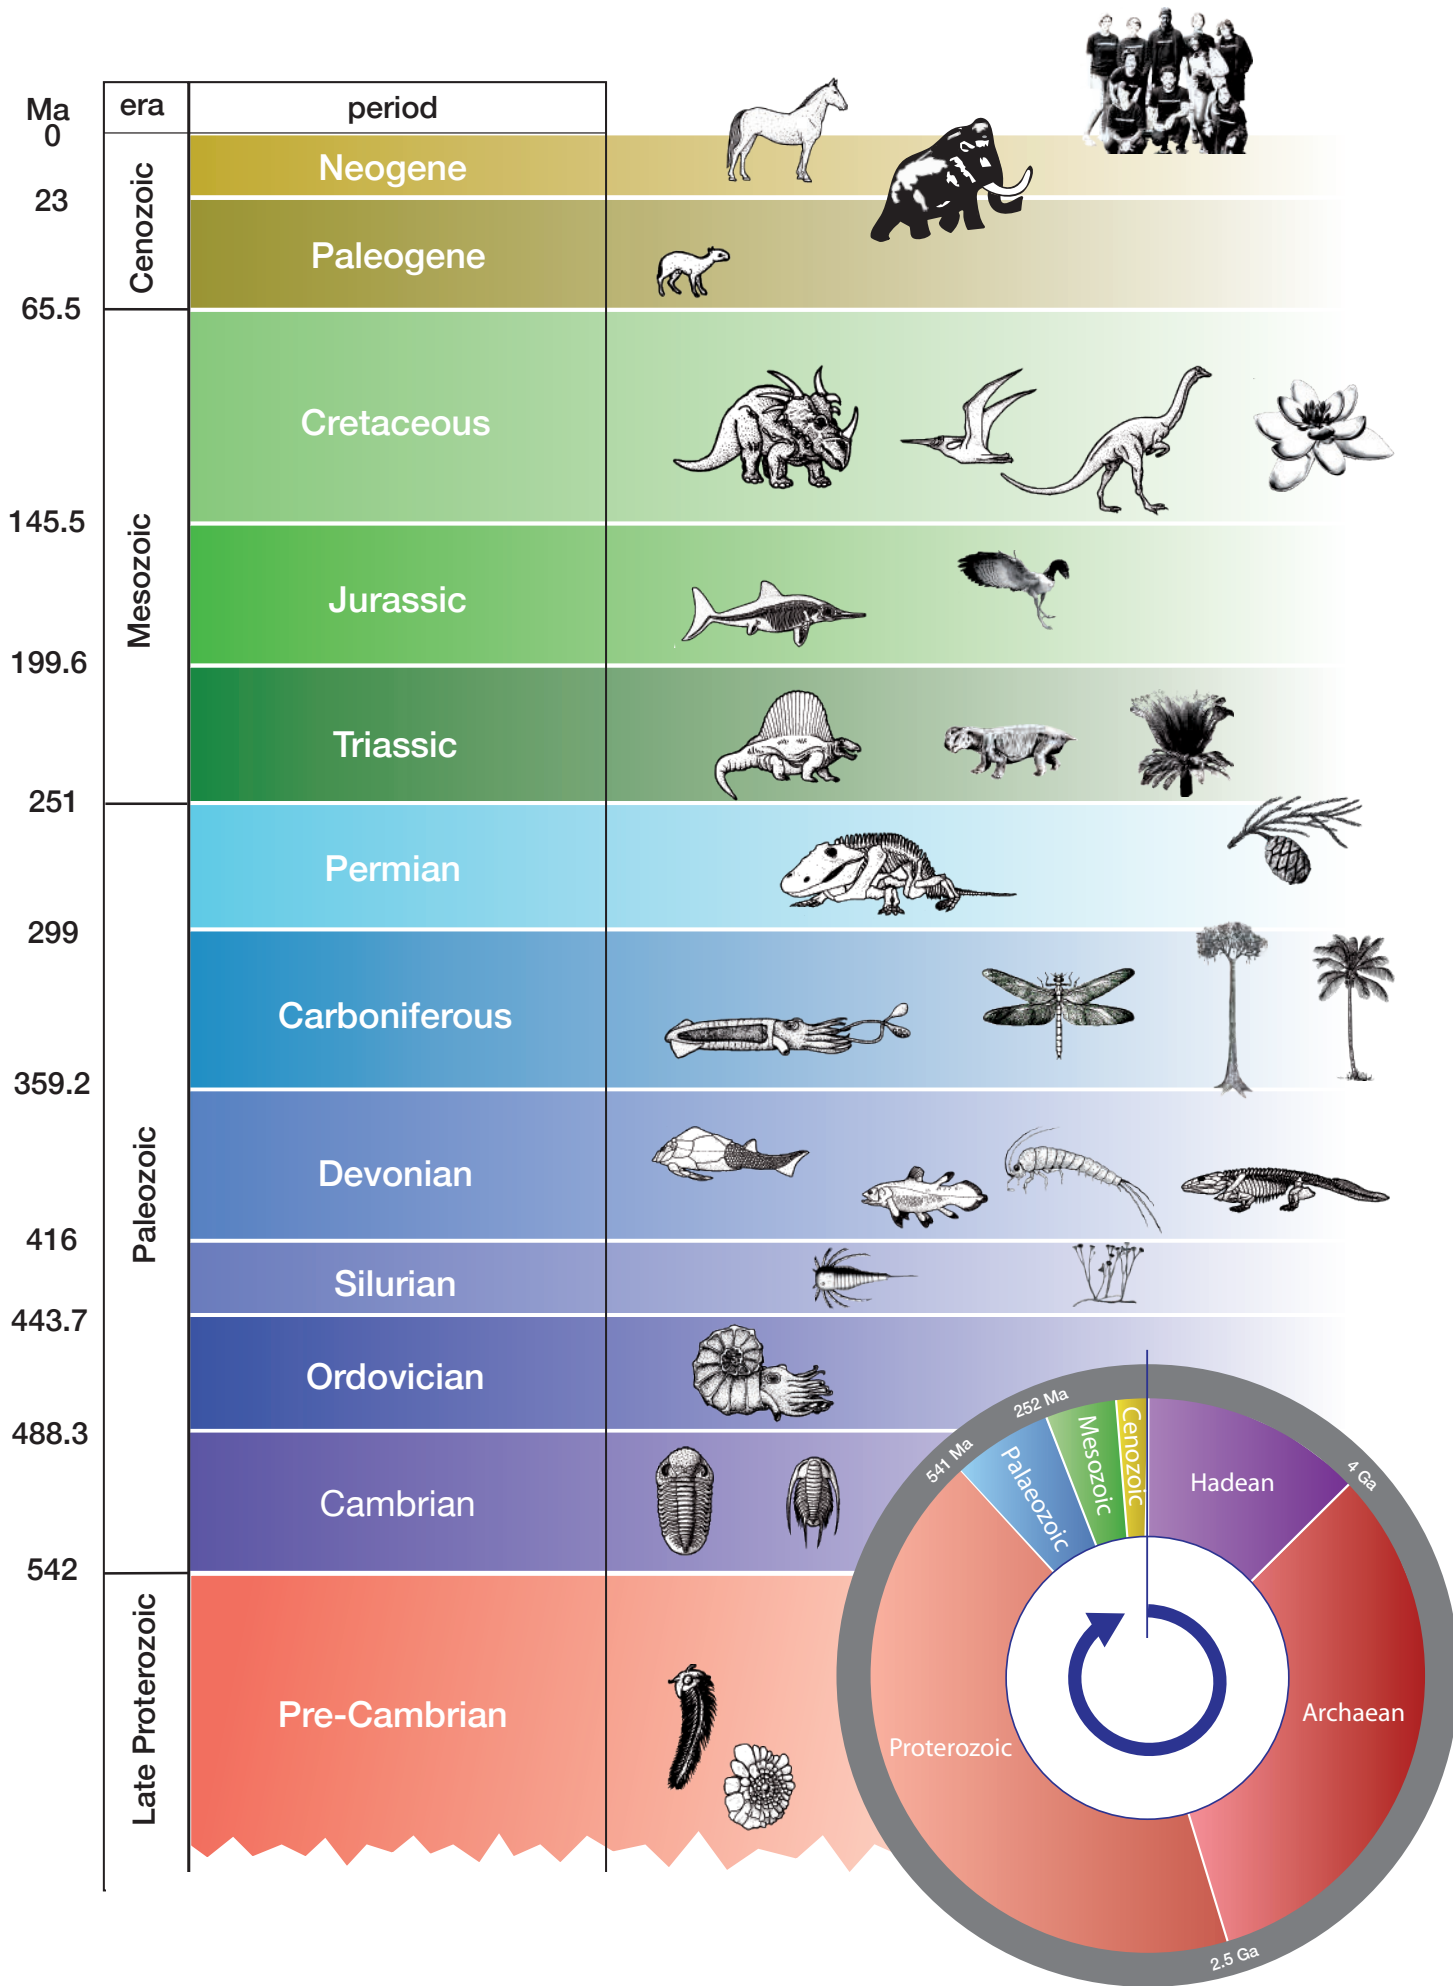 Ma
era
period
0
Cenozoic
Neogene
23
Paleogene
65.5
Mesozoic
Cretaceous
145.5
Jurassic
199.6
Triassic
251
Paleozoic
Permian
299
Carboniferous
359.2
Devonian
416
Silurian
443.7
Ordovician
488.3
Cambrian
542
Late Proterozoic
Pre-Cambrian
541 Ma
252 Ma
4 Ga
2.5 Ga
Palaeozoic
Mesozoic
Cenozoic
Hadean
Archaean
Proterozoic